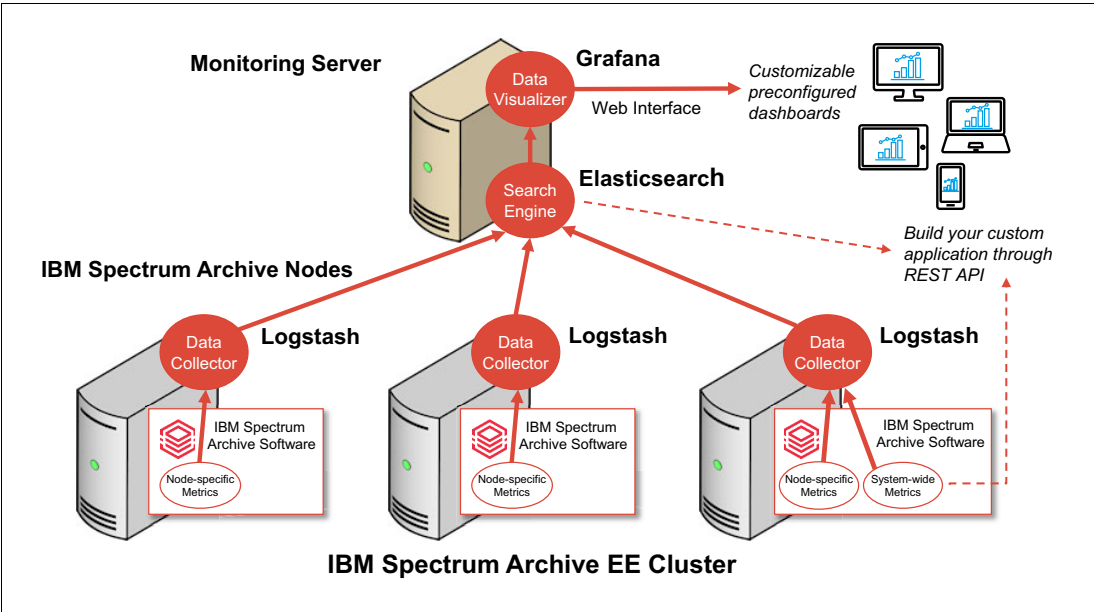 Monitoring Server
Grafana
Data
Visualizer
Web Interface
Customizable
preconfigured
dashboards
Elasticsearch
Search
Engine
Build your custom
application through
REST API
IBM Spectrum Archive Nodes
Data
Collector
Logstash
Data
Collector
Logstash
Data
Collector
Logstash
IBM Spectrum
Archive Software
Node-specific
Metrics
IBM Spectrum
Archive Software
Node-specific
Metrics
IBM Spectrum
Archive Software
Node-specific
Metrics
System-wide
Metrics
IBM Spectrum Archive EE Cluster